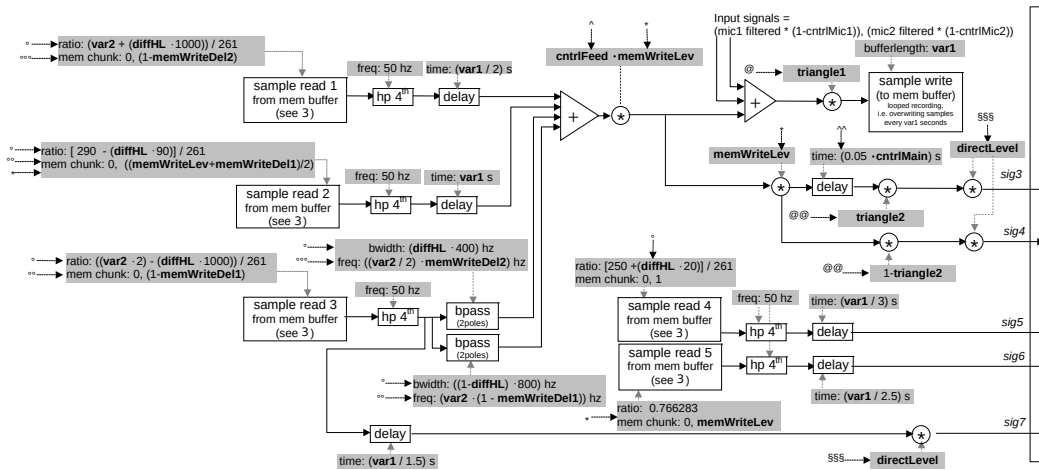 ° ratio: (var2 + (diffHL ·1000)) / 261
°°° mem chunk: 0, (1-memWriteDel2)
sample read 1
from mem buffer
(see 3)
freq: 50 hz
hp 4th
time: (var1 / 2) s
delay
+
^
*
cntrlFeed ·memWriteLev
*
Input signals =
(mic1 filtered * (1-cntrlMic1)), (mic2 filtered * (1-cntrlMic2))
bufferlength: var1
@ triangle1
+
*
sample write
(to mem buffer)
looped recording,
i.e. overwriting samples
every var1 seconds
° ratio: [ 290 - (diffHL ·90)] / 261
°° mem chunk: 0, ((memWriteLev+memWriteDel1)/2)
*
sample read 2
from mem buffer
(see 3)
freq: 50 hz
hp 4th
time: var1 s
delay
*
memWriteLev
^^
time: (0.05 ·cntrlMain) s
§§§
directLevel
*
delay
*
*
sig3
@@ triangle2
*
*
sig4
@@ 1-triangle2
° ratio: ((var2 ·2) - (diffHL ·1000)) / 261
°° mem chunk: 0, (1-memWriteDel1)
sample read 3
from mem buffer
(see 3)
freq: 50 hz
hp 4th
° bwidth: (diffHL ·400) hz
°°° freq: ((var2 / 2) ·memWriteDel2) hz
bpass
(2poles)
bpass
(2poles)
° bwidth: ((1-diffHL) ·800) hz
°° freq: (var2 ·(1 - memWriteDel1)) hz
°
ratio: [250 +(diffHL ·20)] / 261
mem chunk: 0, 1
sample read 4
from mem buffer
(see 3)
freq: 50 hz
hp 4th
time: (var1 / 3) s
delay
sig5
sample read 5
from mem buffer
(see 3)
hp 4th
delay
sig6
time: (var1 / 2.5) s
ratio: 0.766283
* mem chunk: 0, memWriteLev
delay
time: (var1 / 1.5) s
*
sig7
§§§ directLevel